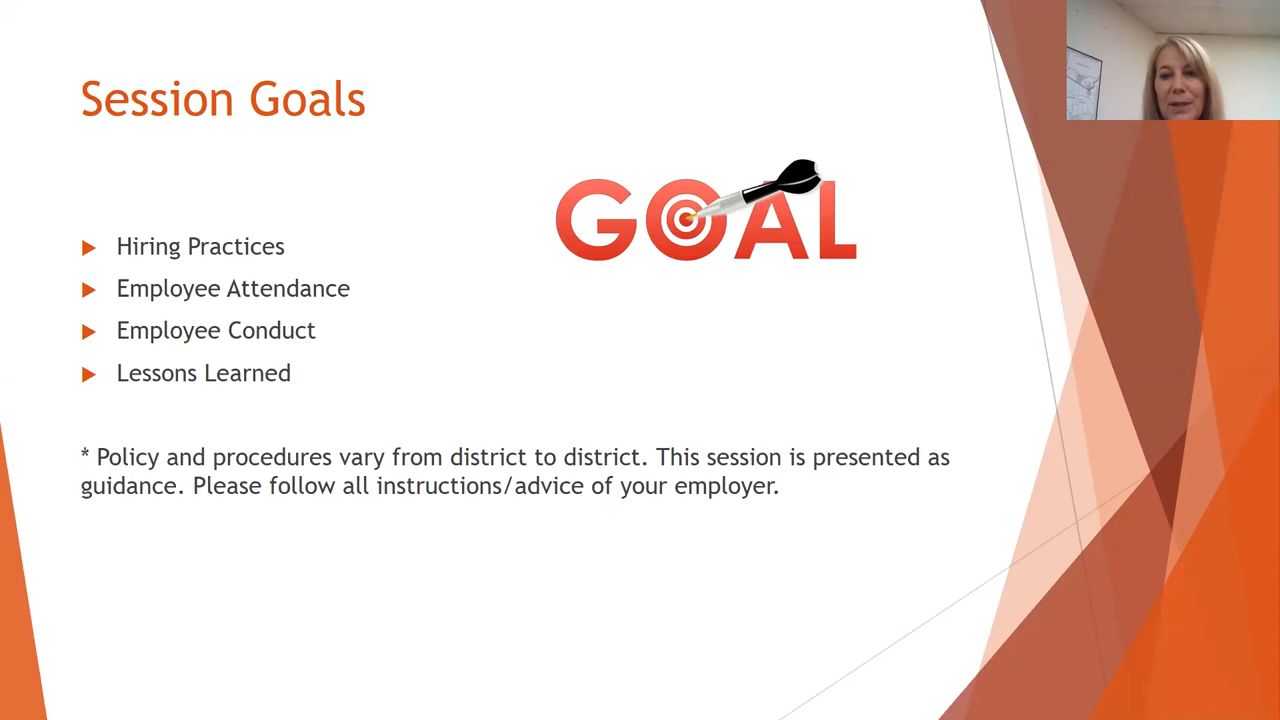 Session Goals
GOAL
Hiring Practices
Employee Attendance
Employee Conduct
Lessons Learned
* Policy and procedures vary from district to district. This session is presented as
guidance. Please follow all instructions/advice of your employer.